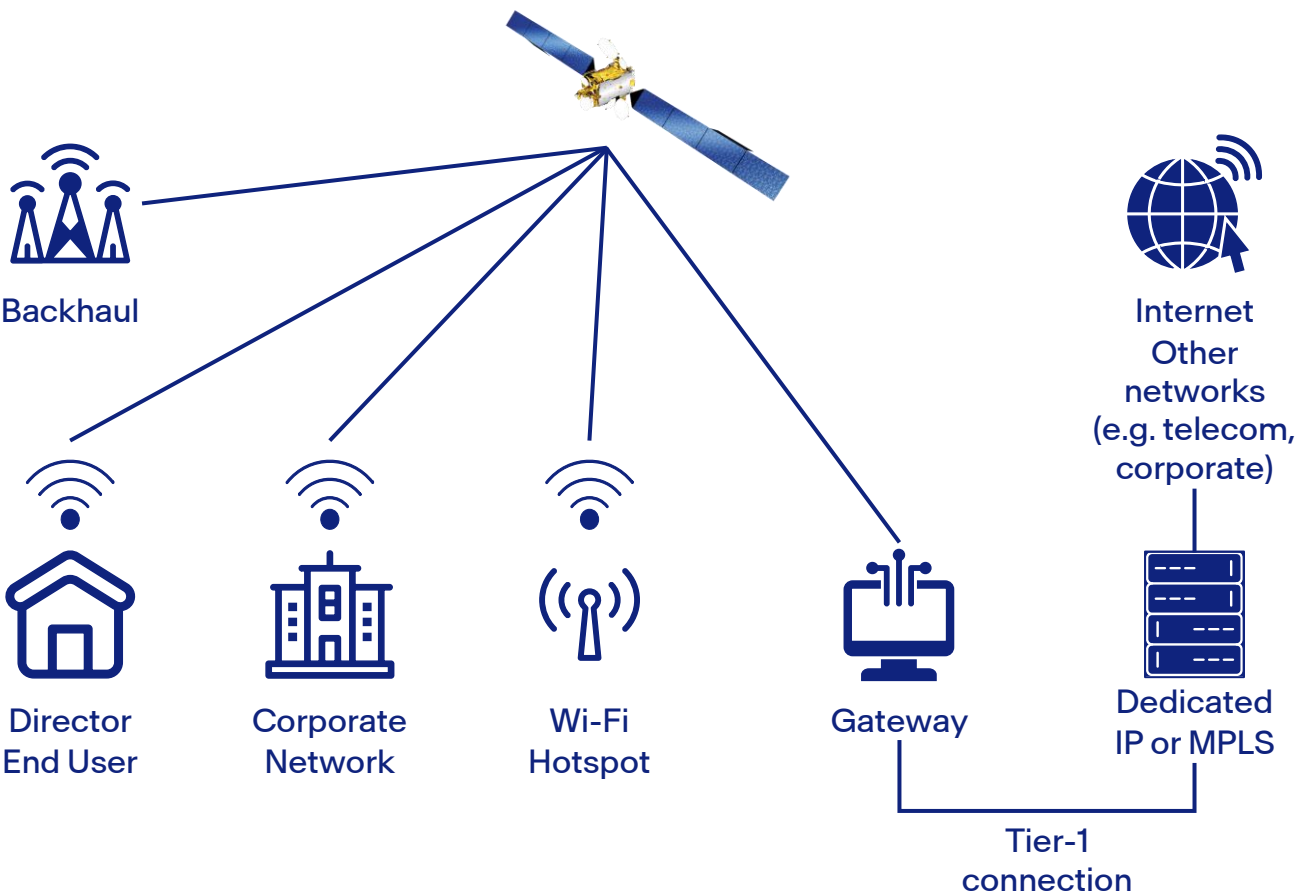 Backhaul
Internet
Other
networks
(e.g. telecom,
corporate)
Director
End User
Corporate
Network
Wi-Fi
Hotspot
Gateway
Dedicated
IP or MPLS
Tier-1
connection